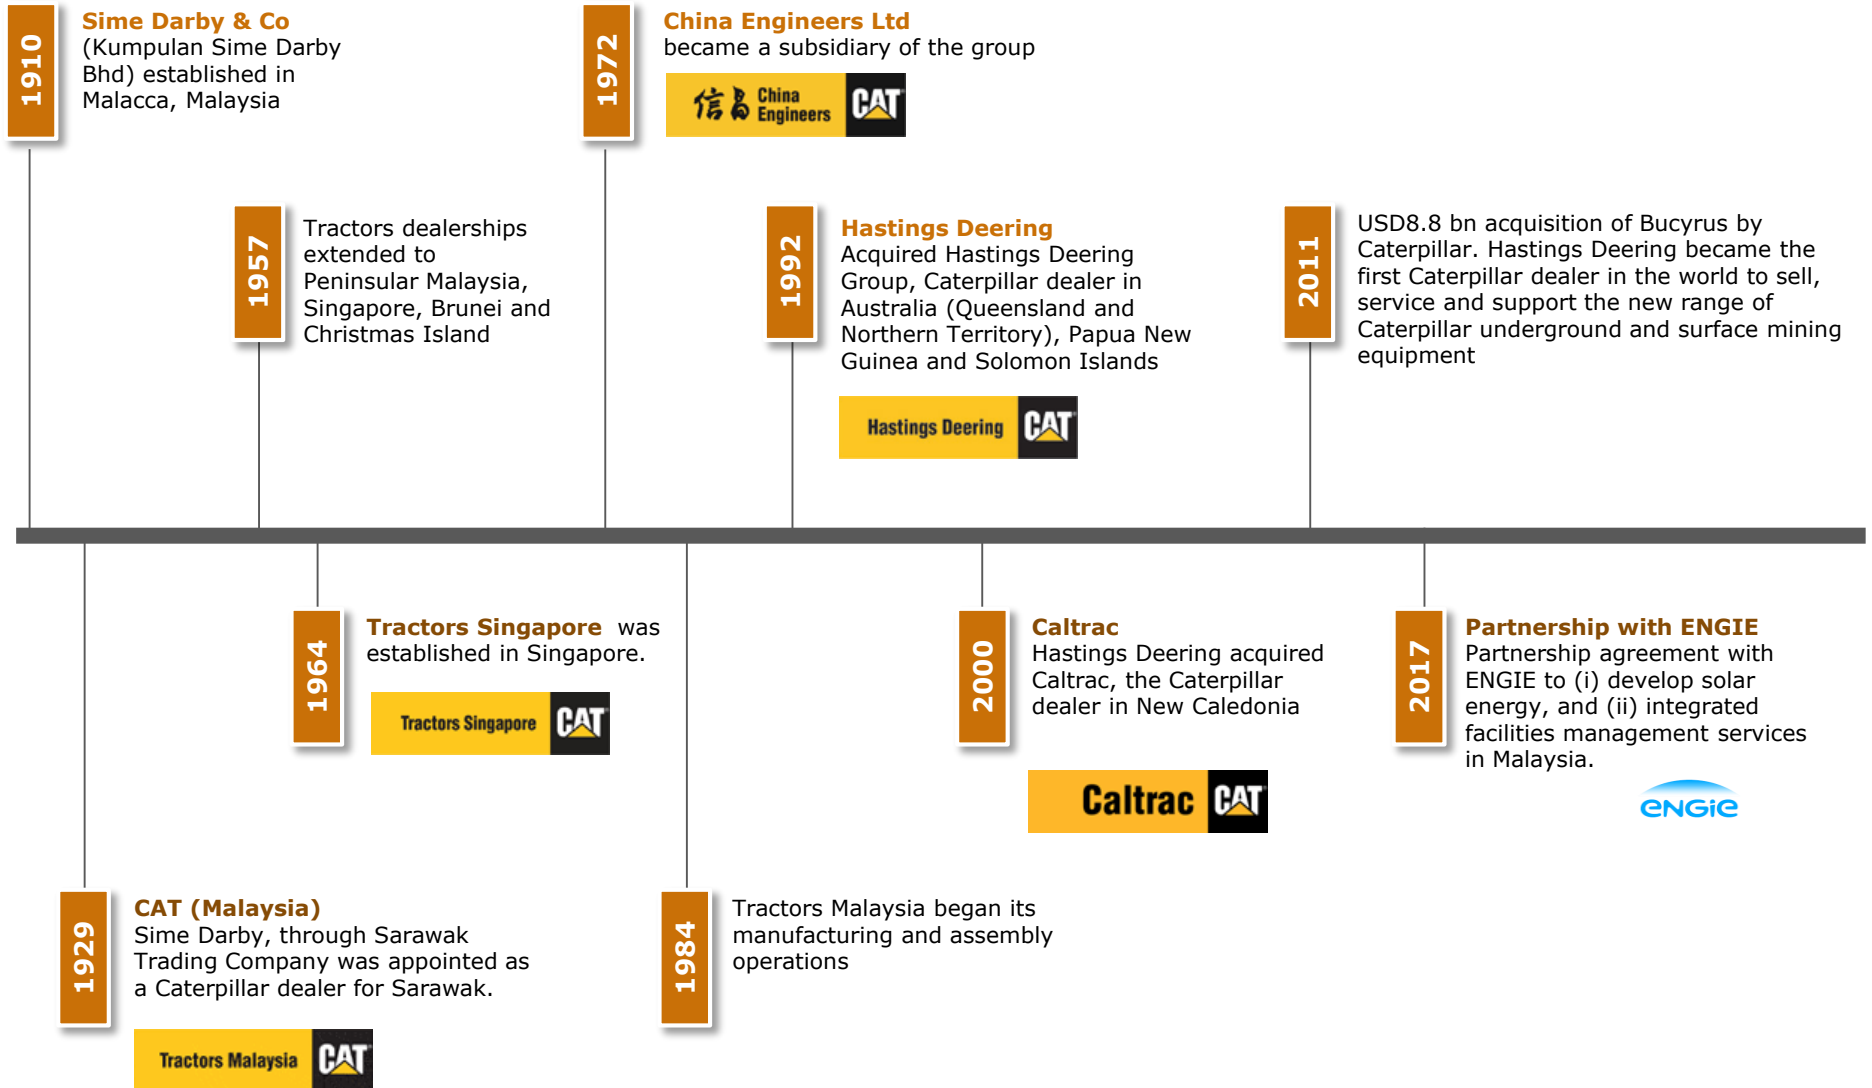 1910
Sime Darby & Co
(Kumpulan Sime Darby
Bhd) established in
Malacca, Malaysia
1972
China Engineers Ltd
became a subsidiary of the group
信昌 China
Engineers
CAT
1957
Tractors dealerships
extended to
Peninsular Malaysia,
Singapore, Brunei and
Christmas Island
1992
Hastings Deering
Acquired Hastings Deering
Group, Caterpillar dealer in
Australia (Queensland and
Northern Territory), Papua New
Guinea and Solomon Islands
Hastings Deering CAT
2011
USD8.8 bn acquisition of Bucyrus by
Caterpillar. Hastings Deering became the
first Caterpillar dealer in the world to sell,
service and support the new range of
Caterpillar underground and surface mining
equipment
1964
Tractors Singapore was
established in Singapore.
Tractors Singapore CAT
2000
Caltrac
Hastings Deering acquired
Caltrac, the Caterpillar
dealer in New Caledonia
Caltrac CAT
2017
Partnership with ENGIE
Partnership agreement with
ENGIE to (i) develop solar
energy, and (ii) integrated
facilities management services
in Malaysia.
ENGIE
1929
CAT (Malaysia)
Sime Darby, through Sarawak
Trading Company was appointed as
a Caterpillar dealer for Sarawak.
Tractors Malaysia CAT
1984
Tractors Malaysia began its
manufacturing and assembly
operations